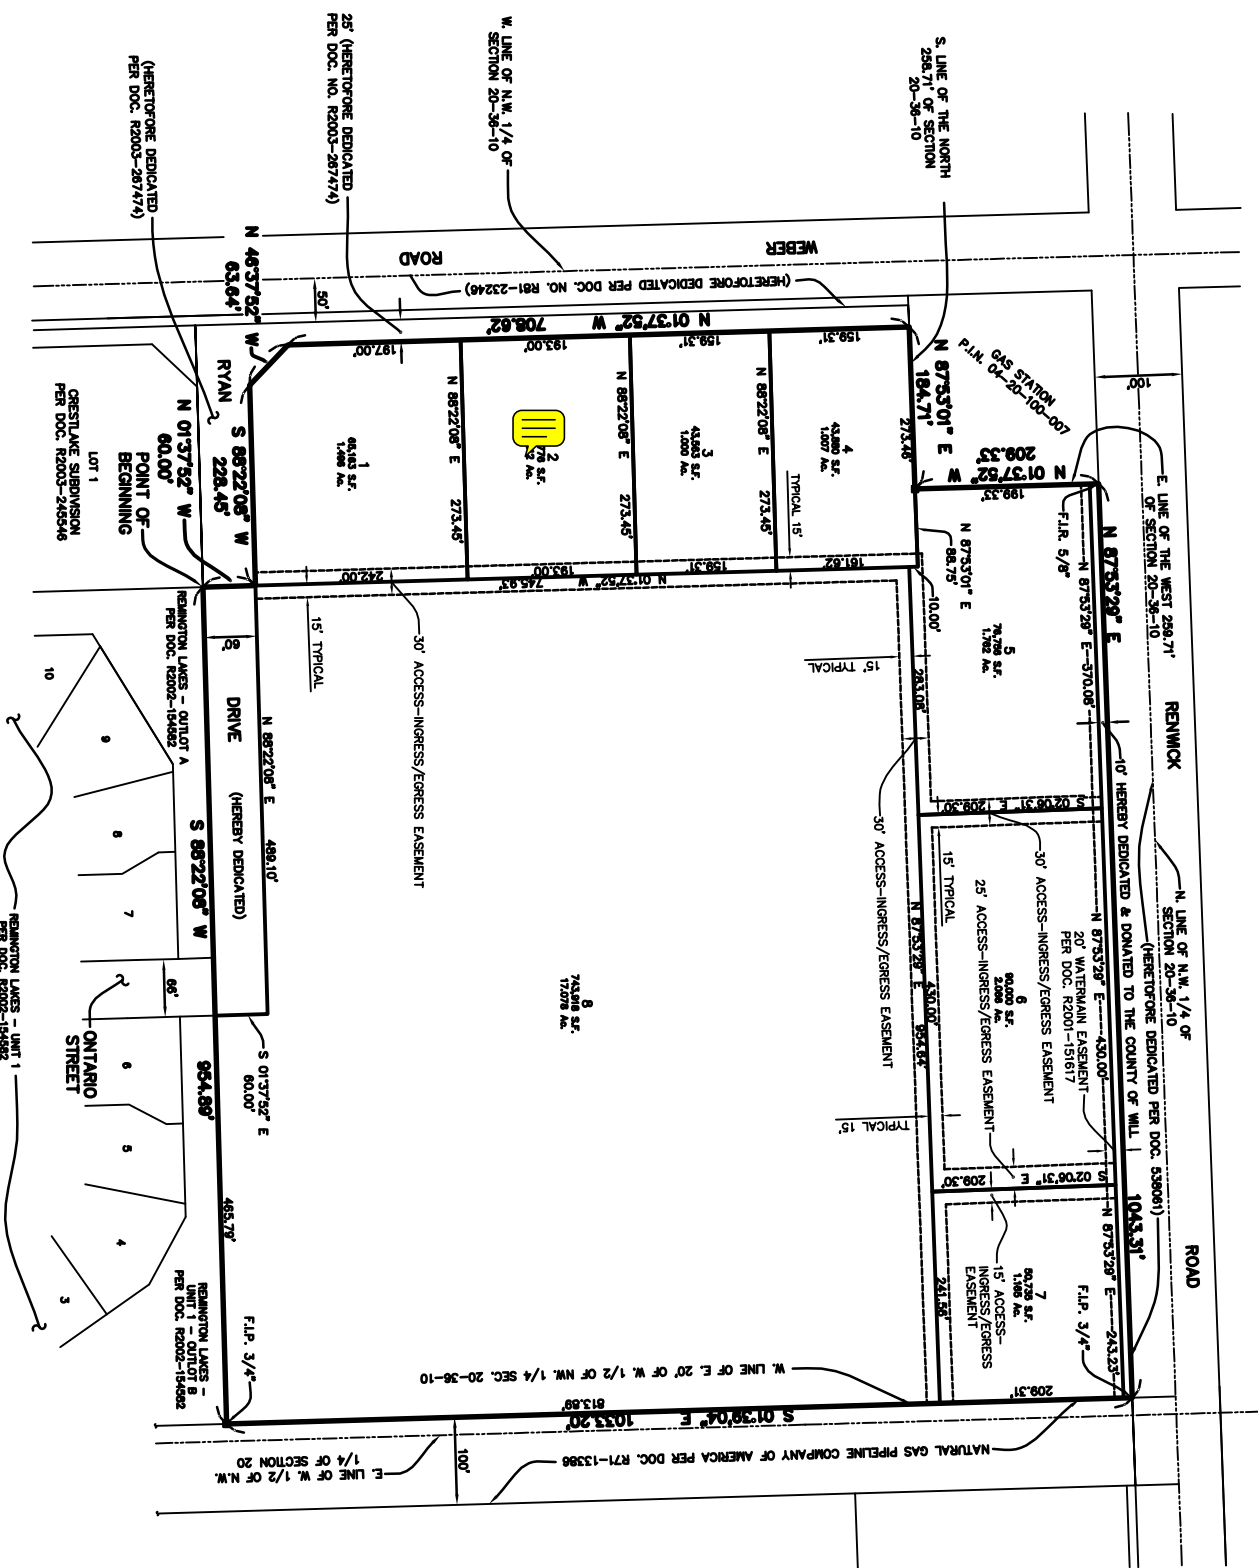 S. LINE OF THE NORTH
258.71' OF SECTION
20-36-10
W. LINE OF N.W. 1/4 OF
SECTION 20-36-10
25' (HERETOFORE DEDICATED
PER DOC. NO. R2003-267474)
(HERETOFORE DEDICATED
PER DOC. R2003-267474)
WEBER
ROAD
(HERETOFORE DEDICATED PER DOC. NO. R81-23246)
50'
N 01°37'52" W
708.62'
N 46°37'52" W
63.64'
197.00'
193.00'
159.31'
159.31'
GAS STATION
P.I.N. 04-20-100-007
100'
N 87°53'01" E
184.71'
273.48'
N 01°37'52" W
209.33'
199.33'
E. LINE OF THE WEST 259.71'
OF SECTION 20-36-10
F.I.R. 5/8"
N 87°53'29" E
1043.31'
RENWICK
ROAD
N. LINE OF N.W. 1/4 OF
SECTION 20-36-10
(HERETOFORE DEDICATED PER DOC. 538061)
10' HEREBY DEDICATED & DONATED TO THE COUNTY OF WILL
N 87°53'29" E
370.08'
N 87°53'29" E
430.00'
N 87°53'29" E
243.23'
4
43,880 S.F.
1.007 Ac.
TYPICAL 15'
N 88°22'08" E
273.45'
3
43,563 S.F.
1.000 Ac.
N 88°22'08" E
273.45'
2
N 88°22'08" E
273.45'
1
65,163 S.F.
1.496 Ac.
RYAN
DRIVE
(HEREBY DEDICATED)
S 88°22'08" W
228.45'
N 01°37'52" W
60.00'
POINT OF
BEGINNING
LOT 1
CRESTLAKE SUBDIVISION
PER DOC. R2003-245546
242.00'
193.00'
159.31'
161.62'
N 01°37'52" W
745.93'
N 87°53'01" E
88.75'
10.00'
5
76,756 S.F.
1.762 Ac.
15' TYPICAL
283.08'
S 02°06'31" E
209.30'
30' ACCESS-INGRESS/EGRESS EASEMENT
20' WATERMAIN EASEMENT
PER DOC. R2001-151617
6
90,000 S.F.
2.066 Ac.
25' ACCESS-INGRESS/EGRESS EASEMENT
15' TYPICAL
N 87°53'29" E
954.64'
430.00'
30' ACCESS-INGRESS/EGRESS EASEMENT
TYPICAL 15'
S 02°06'31" E
209.30'
7
50,735 S.F.
1.165 Ac.
15' ACCESS-
INGRESS/EGRESS
EASEMENT
241.56'
209.31'
F.I.P. 3/4"
30' ACCESS-INGRESS/EGRESS EASEMENT
15' TYPICAL
60'
N 88°22'08" E
489.10'
S 01°37'52" E
60.00'
8
743,918 S.F.
17.078 Ac.
W. LINE OF E. 20' OF W. 1/2 OF NW. 1/4 SEC. 20-36-10
813.89'
S 01°39'04" E
1033.20'
100'
NATURAL GAS PIPELINE COMPANY OF AMERICA PER DOC. R71-13386
E. LINE OF W. 1/2 OF N.W.
1/4 OF SECTION 20
F.I.P. 3/4"
465.79'
S 88°22'08" W
954.89'
REMINGTON LAKES - OUTLOT A
PER DOC. R2002-154582
10
9
8
7
66'
ONTARIO
STREET
6
5
4
3
REMINGTON LAKES -
UNIT 1 - OUTLOT B
PER DOC. R2002-154582
REMINGTON LAKES - UNIT 1
PER DOC. R2002-154582